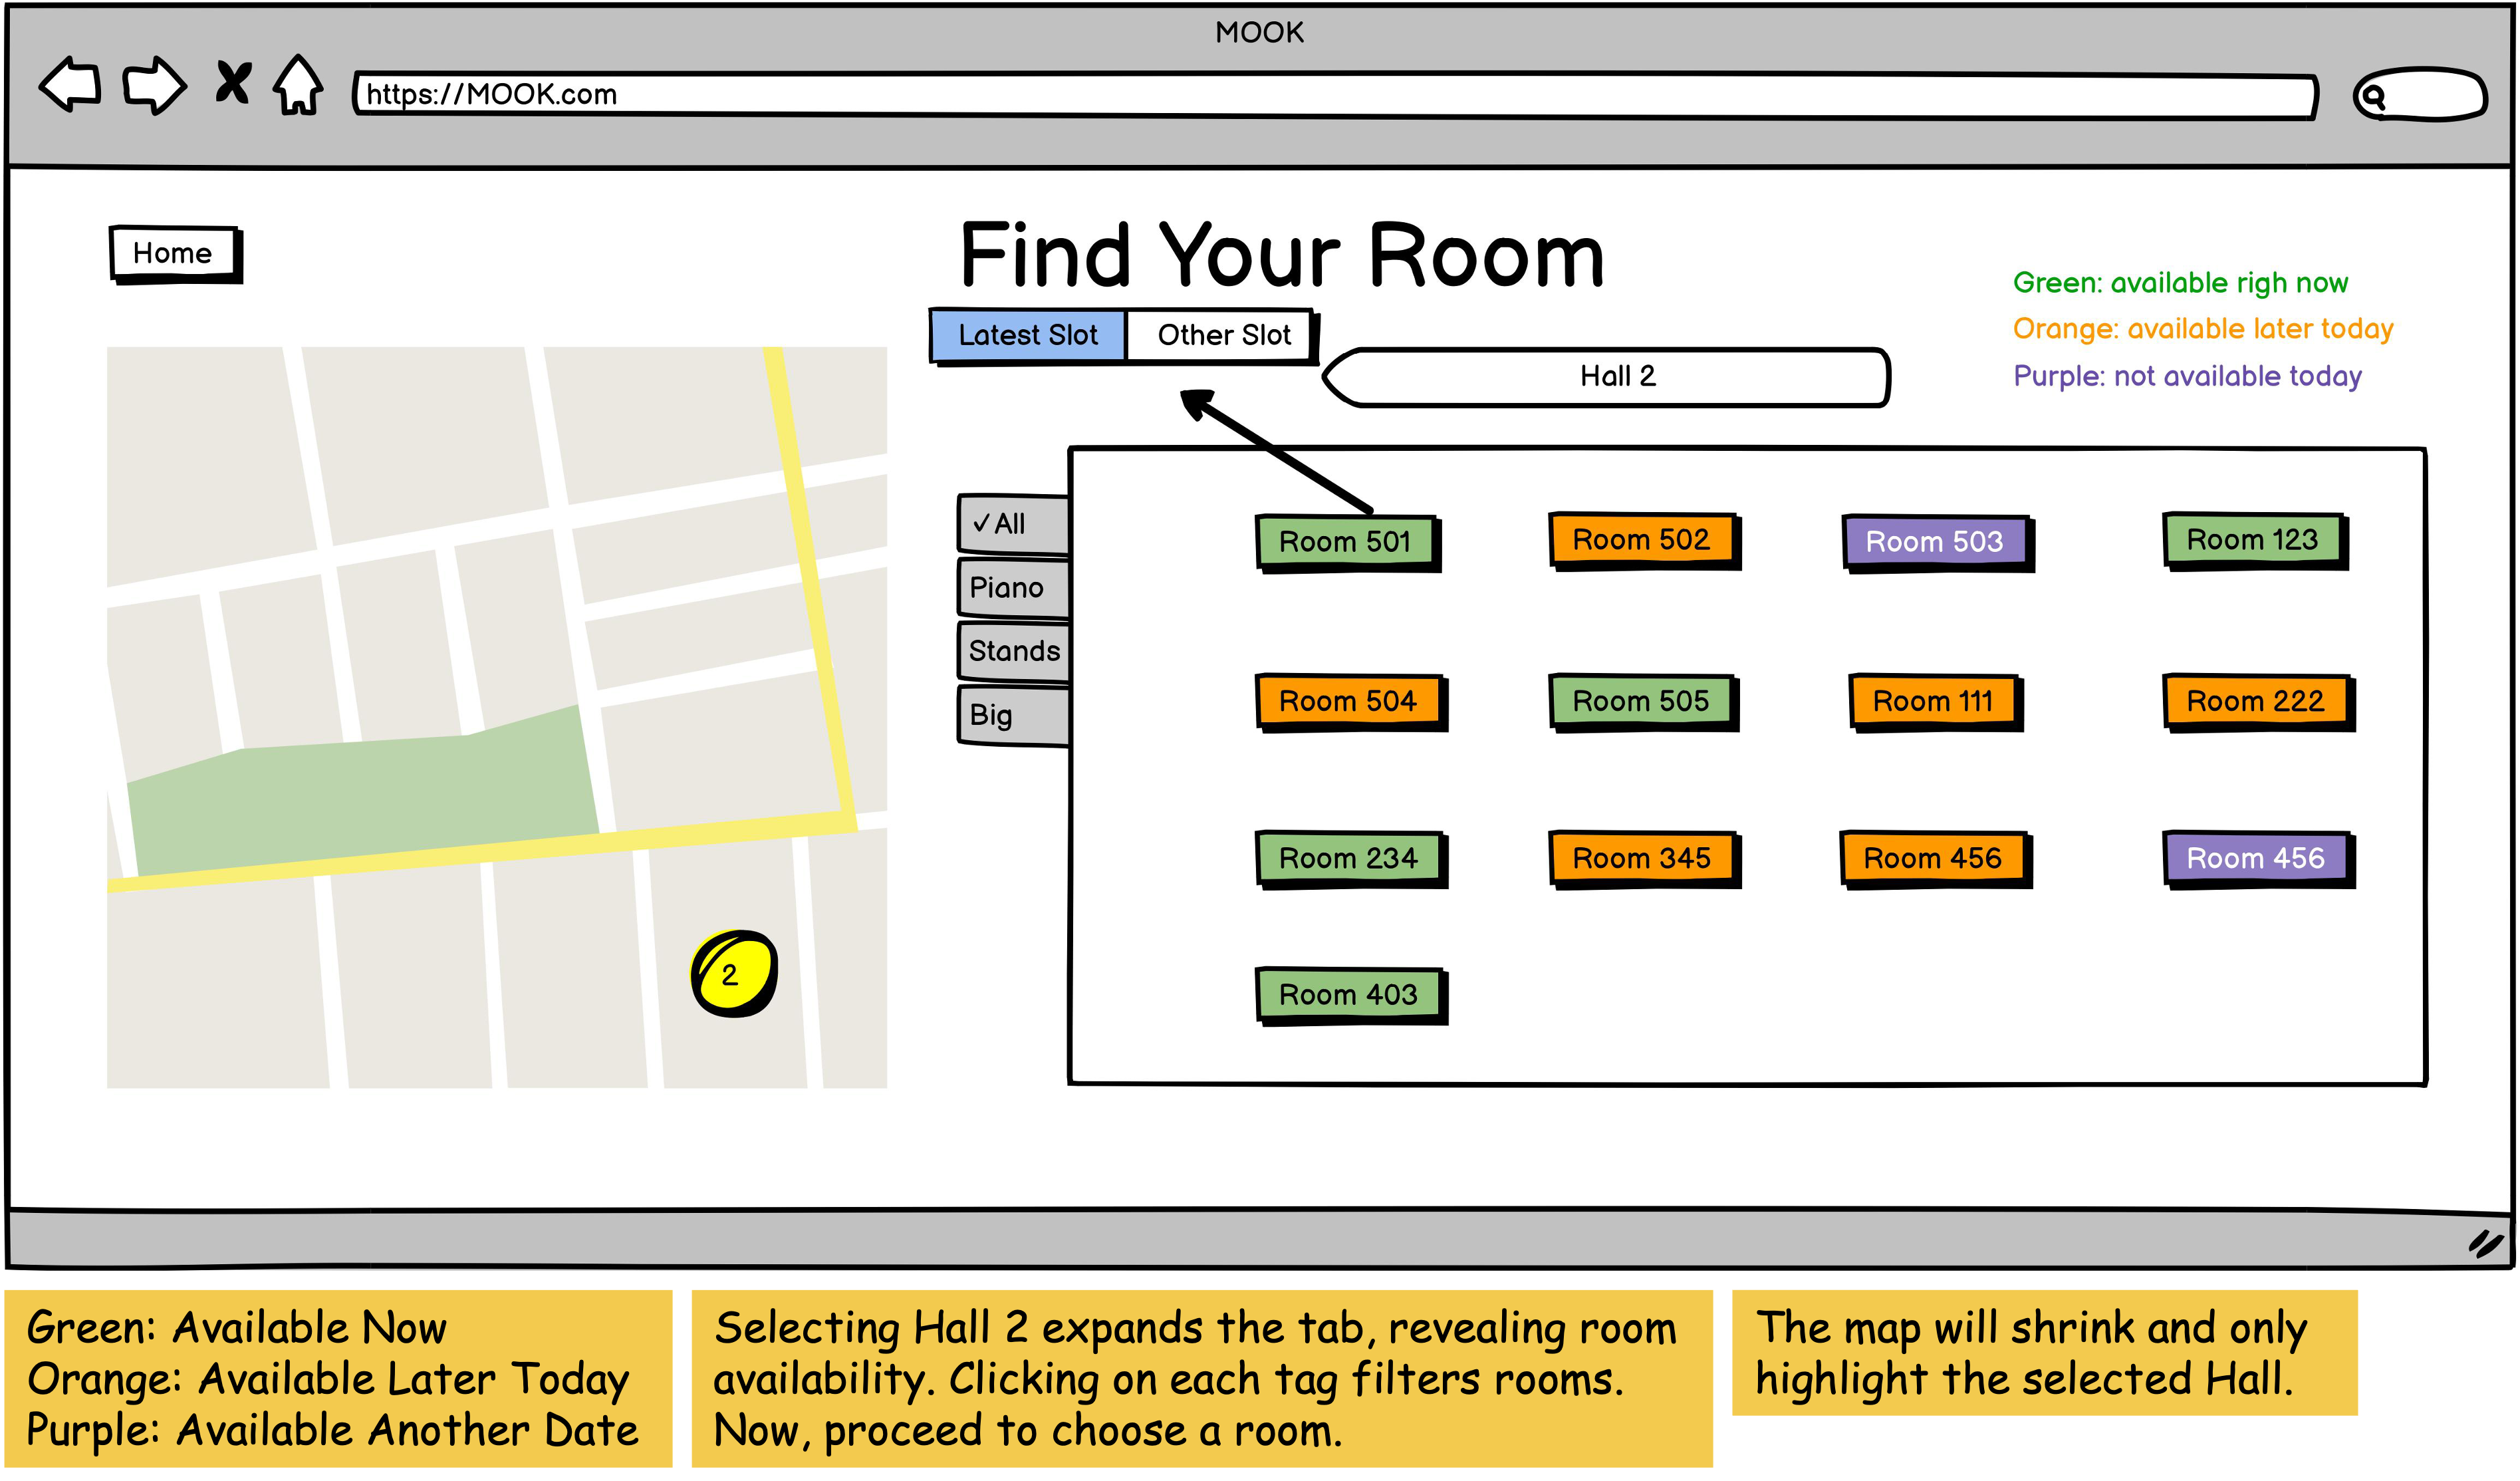 MOOK
https://MOOK.com
Home
Find Your Room
Green: available righ now
Orange: available later today
Purple: not available today
Latest Slot
Other Slot
Hall 2
✓All
Piano
Stands
Big
Room 501
Room 502
Room 503
Room 123
Room 504
Room 505
Room 111
Room 222
Room 234
Room 345
Room 456
Room 456
Room 403
2
Green: Available Now
Orange: Available Later Today
Purple: Available Another Date
Selecting Hall 2 expands the tab, revealing room
availability. Clicking on each tag filters rooms.
Now, proceed to choose a room.
The map will shrink and only
highlight the selected Hall.